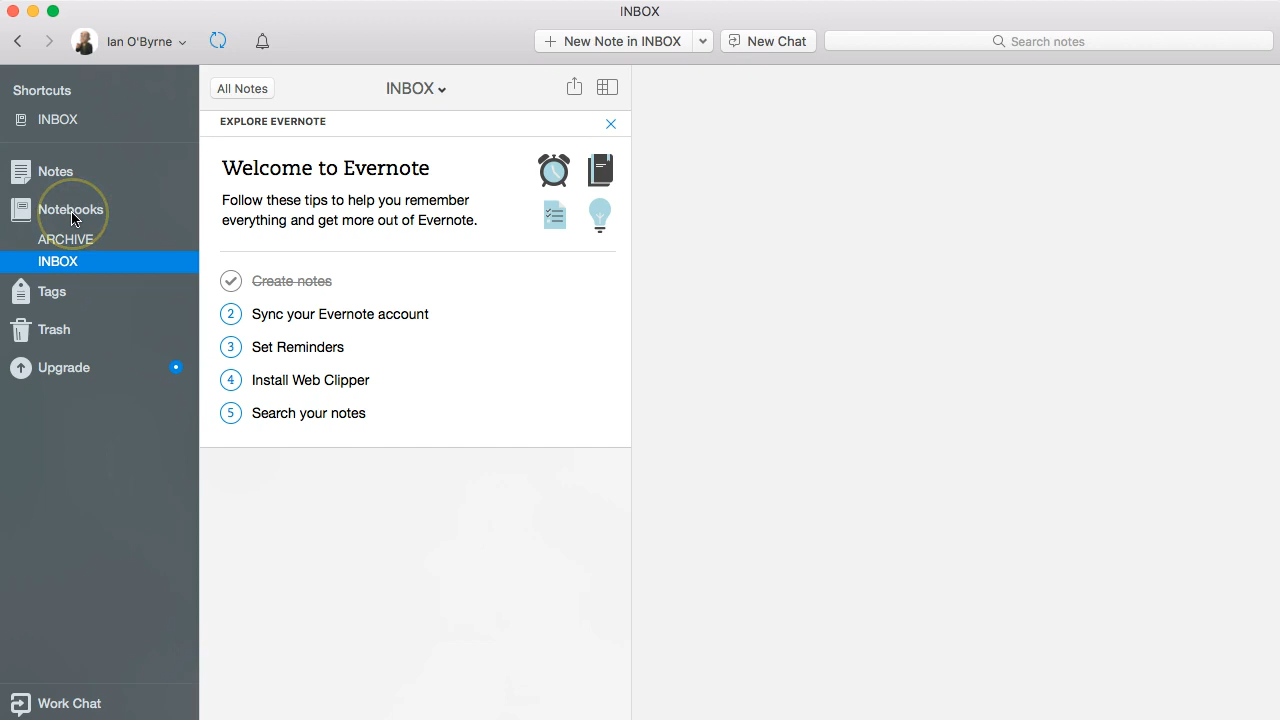 INBOX
Ian O'Byrne
New Note in INBOX
New Chat
Search notes
Shortcuts
INBOX
Notes
Notebooks
ARCHIVE
INBOX
Tags
Trash
Upgrade
Work Chat
All Notes
INBOX
EXPLORE EVERNOTE
Welcome to Evernote
Follow these tips to help you remember
everything and get more out of Evernote.
Create notes
2 Sync your Evernote account
3 Set Reminders
4 Install Web Clipper
5 Search your notes